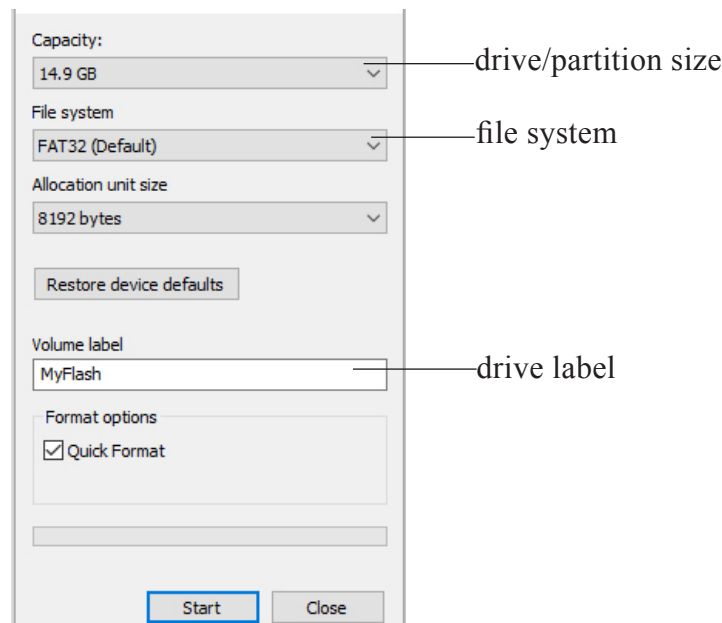 Capacity:
14.9 GB
drive/partition size
File system
FAT32 (Default)
file system
Allocation unit size
8192 bytes
Restore device defaults
Volume label
MyFlash
drive label
Format options
Quick Format
Start
Close